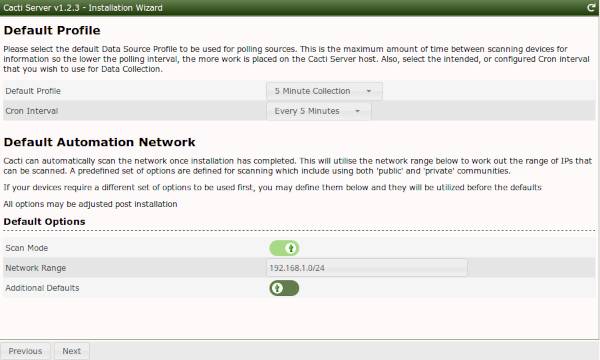 Cacti Server v1.2.3 - Installation Wizard
Default Profile
Please select the default Data Source Profile to be used for polling sources. This is the maximum amount of time between scanning devices for
information so the lower the polling interval, the more work is placed on the Cacti Server host. Also, select the intended, or configured Cron interval
that you wish to use for Data Collection.
Default Profile
5 Minute Collection
Cron Interval
Every 5 Minutes
Default Automation Network
Cacti can automatically scan the network once installation has completed. This will utilise the network range below to work out the range of IPs that
can be scanned. A predefined set of options are defined for scanning which include using both 'public' and 'private' communities.
If your devices require a different set of options to be used first, you may define them below and they will be utilized before the defaults
All options may be adjusted post installation
Default Options
Scan Mode
Network Range
192.168.1.0/24
Additional Defaults
Previous
Next